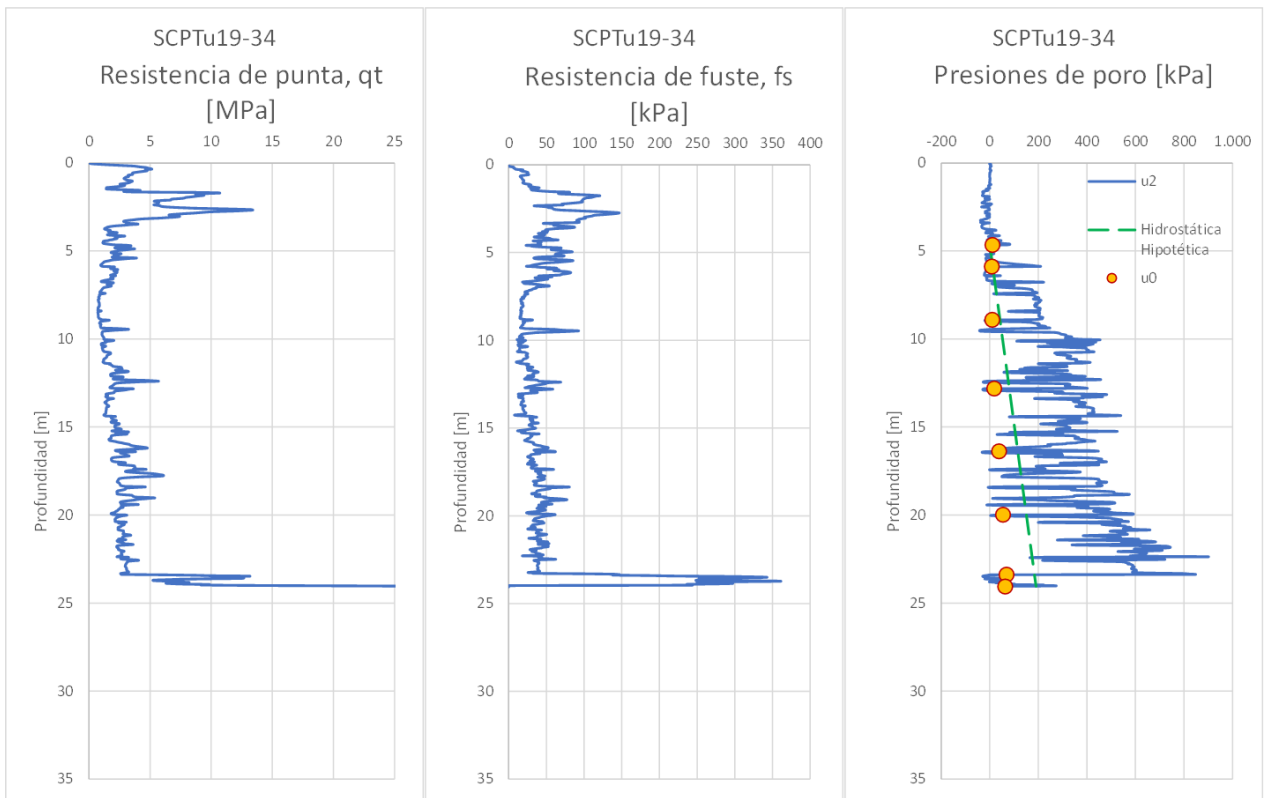 SCPTu19-34
Resistencia de punta, qt
[MPa]
0 5 10 15 20 25
0
5
10
15
20
25
30
35
Profundidad [m]
SCPTu19-34
Resistencia de fuste, fs
[kPa]
0 50 100 150 200 250 300 350 400
0
5
10
15
20
25
30
35
Profundidad [m]
SCPTu19-34
Presiones de poro [kPa]
-200 0 200 400 600 800 1.000
0
5
10
15
20
25
30
35
Profundidad [m]
u2
Hidrostática
Hipotética
u0